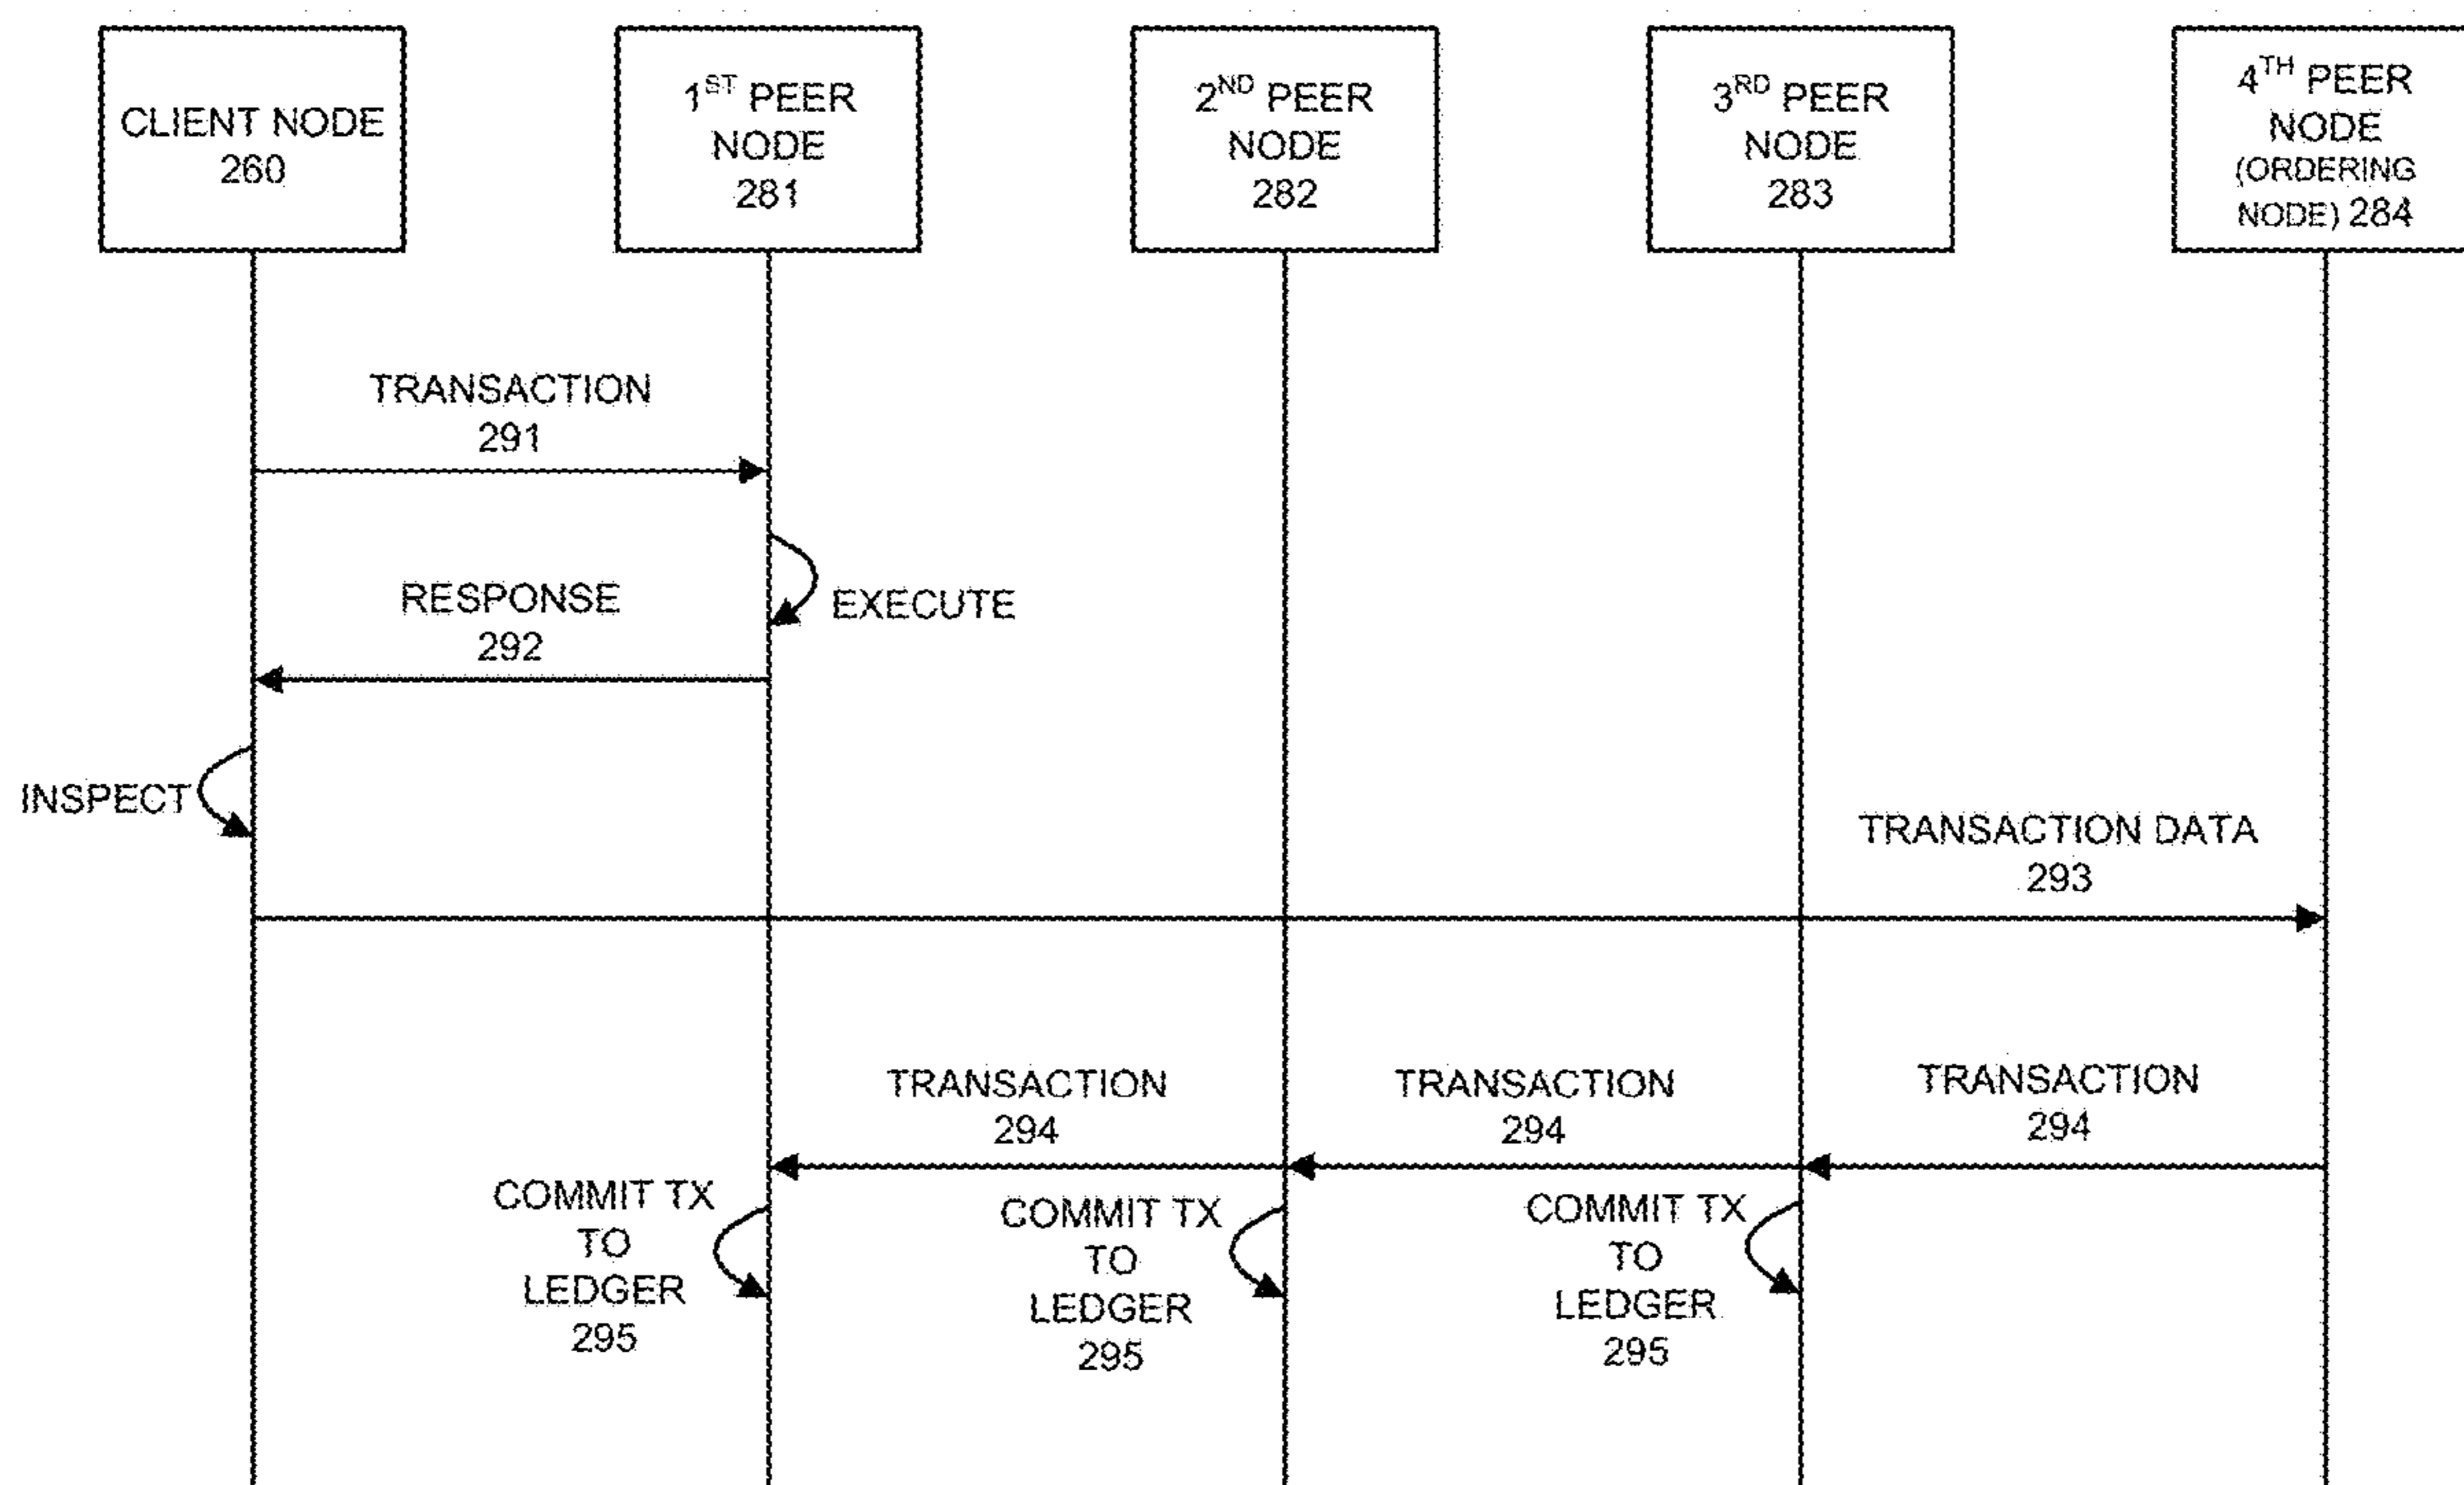 CLIENT NODE
260
1ST PEER
NODE
281
2ND PEER
NODE
282
3RD PEER
NODE
283
4TH PEER
NODE
(ORDERING
NODE) 284
TRANSACTION
291
EXECUTE
RESPONSE
292
INSPECT
TRANSACTION DATA
293
TRANSACTION
294
TRANSACTION
294
TRANSACTION
294
COMMIT TX
TO
LEDGER
295
COMMIT TX
TO
LEDGER
295
COMMIT TX
TO
LEDGER
295